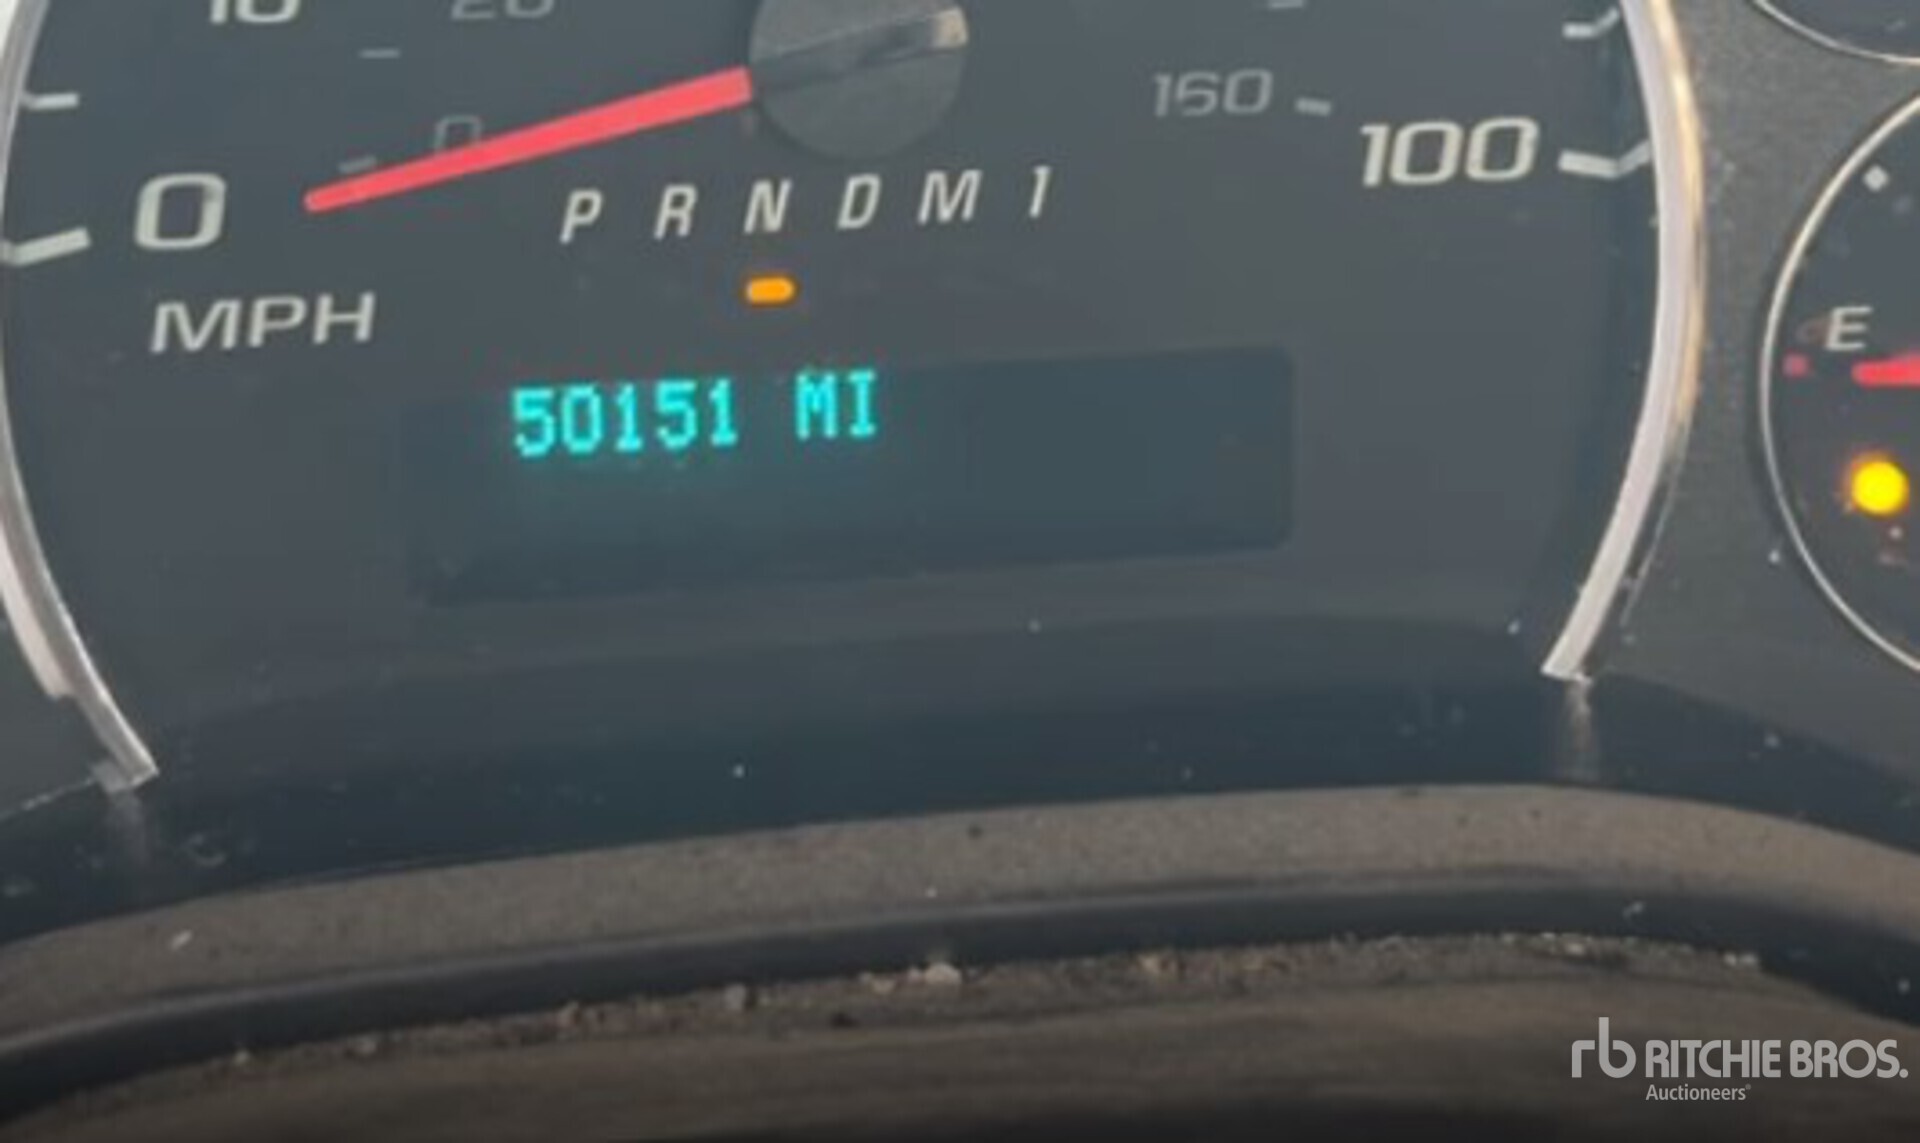 10 20
0
160
100
0
P R N D M 1
MPH
E
50151 MI
rb RITCHIE BROS.
Auctioneers